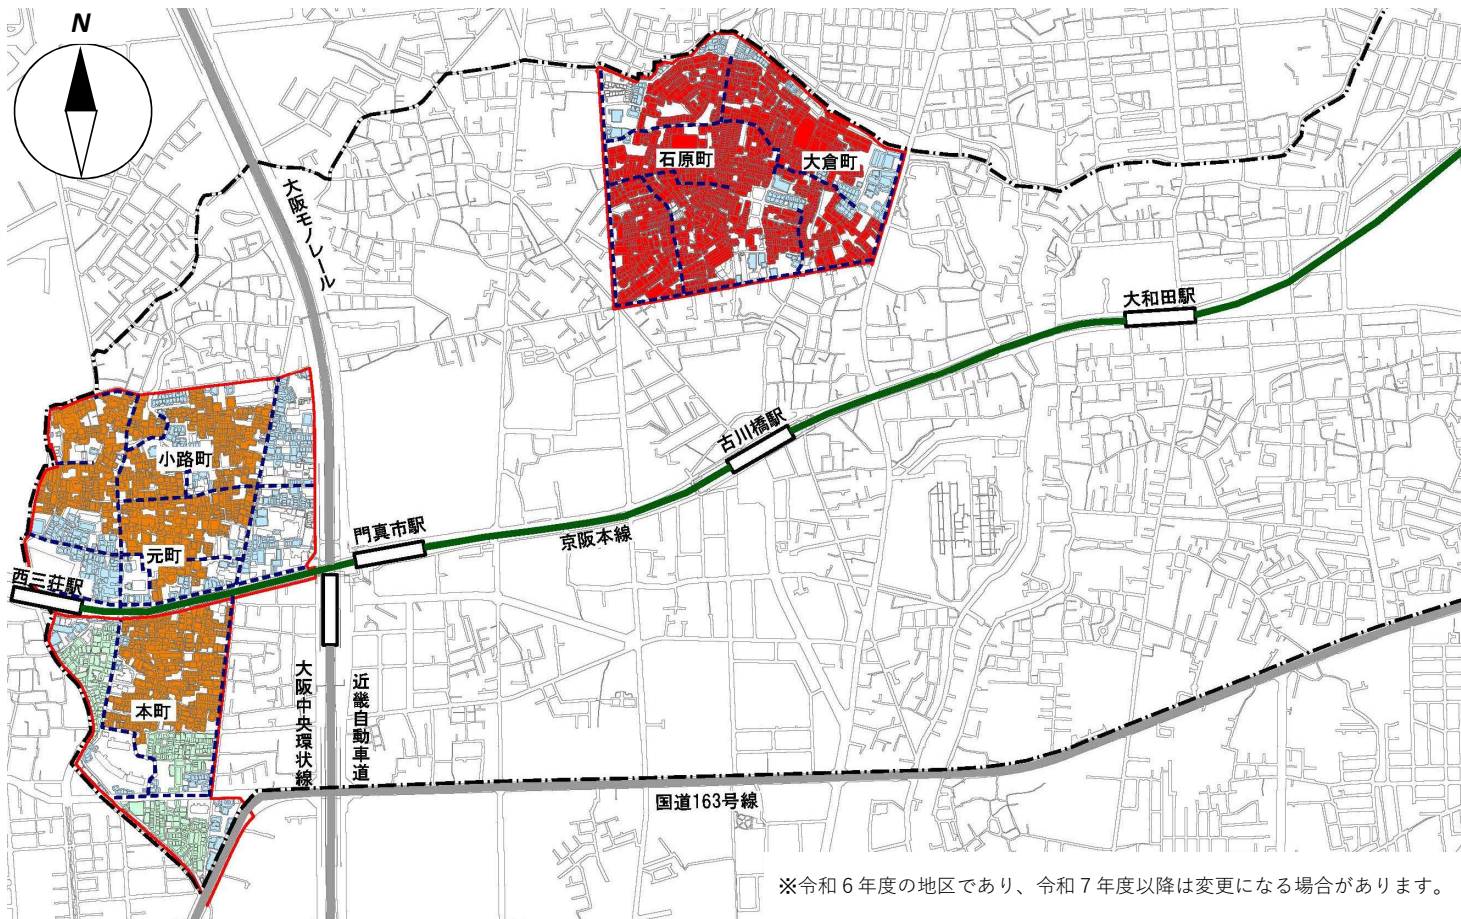 N
大阪モノレール
石原町
大倉町
大和田駅
古川橋駅
小路町
門真市駅
京阪本線
元町
西三荘駅
本町
大阪中央環状線
近畿自動車道
国道163号線
※令和6年度の地区であり、令和7年度以降は変更になる場合があります。